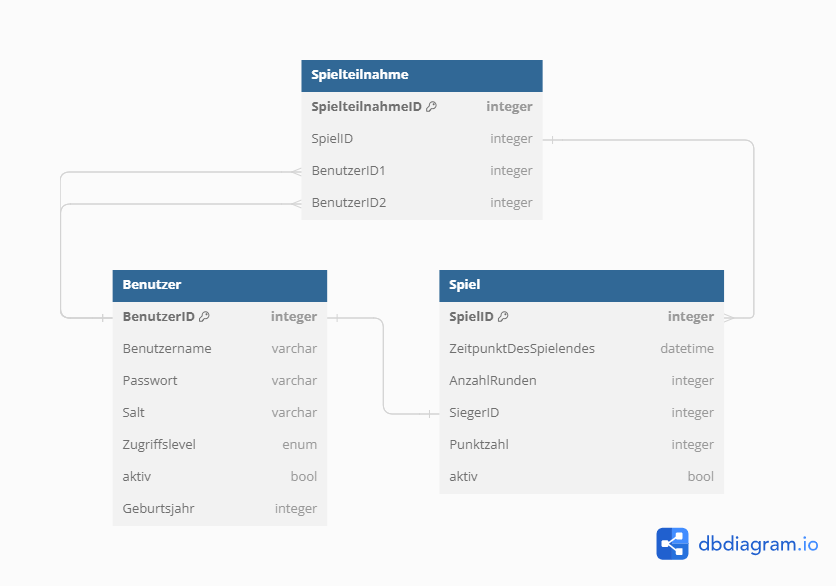 Spielteilnahme
SpielteilnahmeID integer
SpielID integer
BenutzerID1 integer
BenutzerID2 integer
Benutzer
BenutzerID integer
Benutzername varchar
Passwort varchar
Salt varchar
Zugriffslevel enum
aktiv bool
Geburtsjahr integer
Spiel
SpielID integer
ZeitpunktDesSpielendes datetime
AnzahlRunden integer
SiegerID integer
Punktzahl integer
aktiv bool
dbdiagram.io